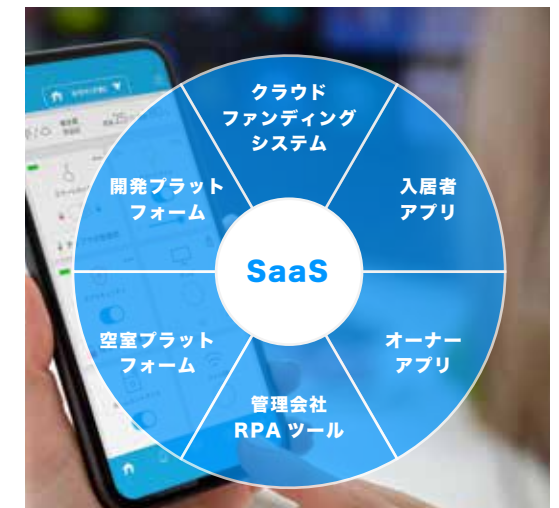 クラウド
ファンディング
システム
入居者
アプリ
オーナー
アプリ
管理会社
RPA ツール
空室プラット
フォーム
開発プラット
フォーム
SaaS